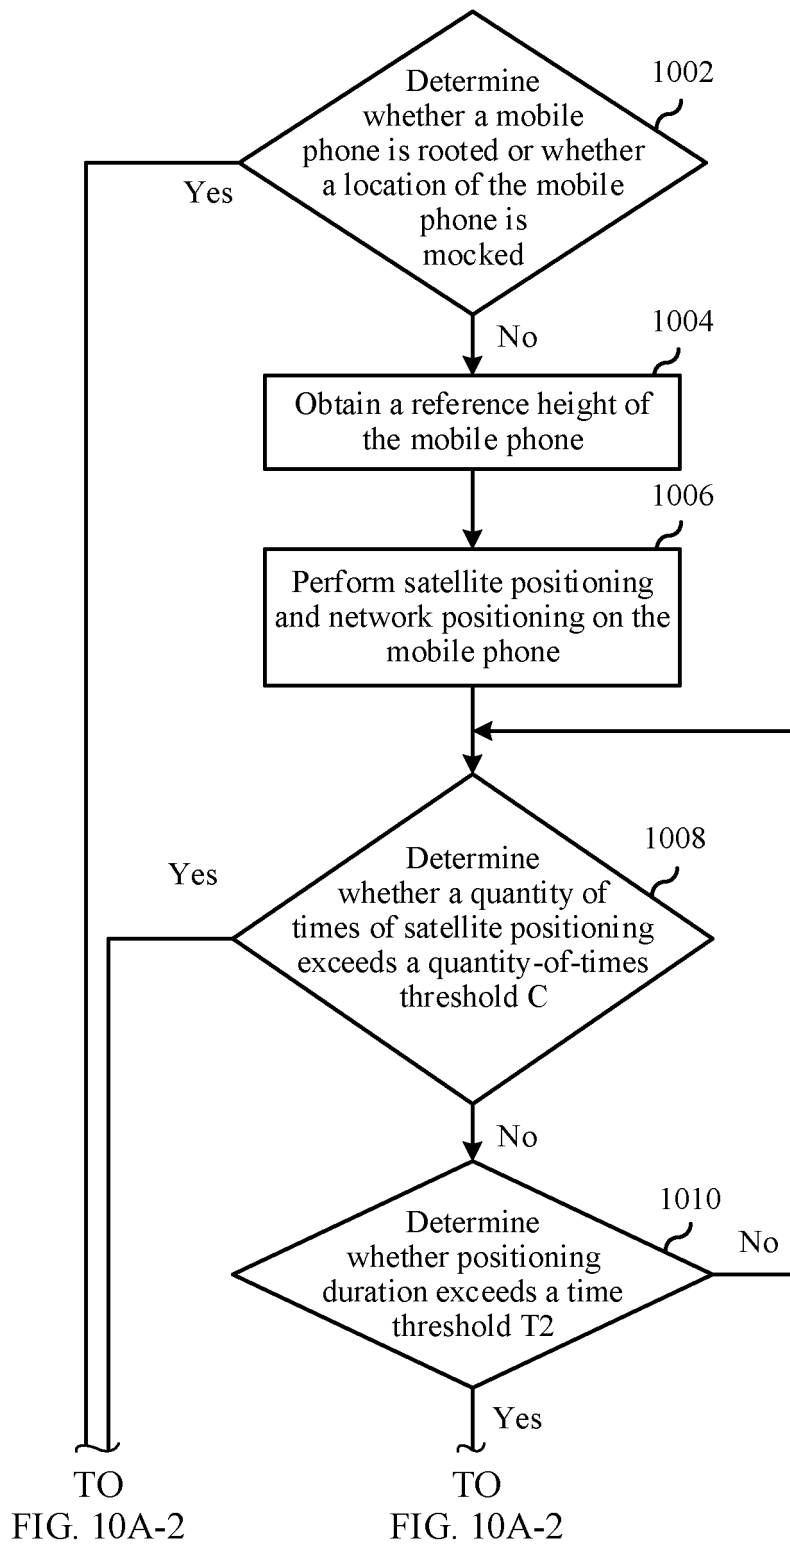 Determine
whether a mobile
phone is rooted or whether
a location of the mobile
phone is
mocked
1002
Yes
No
1004
Obtain a reference height of
the mobile phone
1006
Perform satellite positioning
and network positioning on the
mobile phone
1008
Yes
Determine
whether a quantity of
times of satellite positioning
exceeds a quantity-of-times
threshold C
No
1010
Determine
whether positioning
duration exceeds a time
threshold T2
No
Yes
TO
FIG. 10A-2
TO
FIG. 10A-2